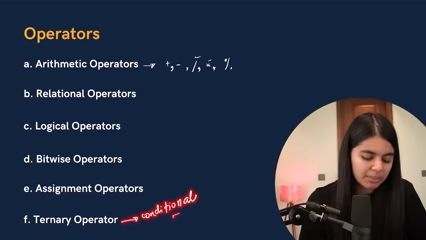 Operators
a. Arithmetic Operators → +, -, /, *, %.
b. Relational Operators
c. Logical Operators
d. Bitwise Operators
e. Assignment Operators
f. Ternary Operator → conditional